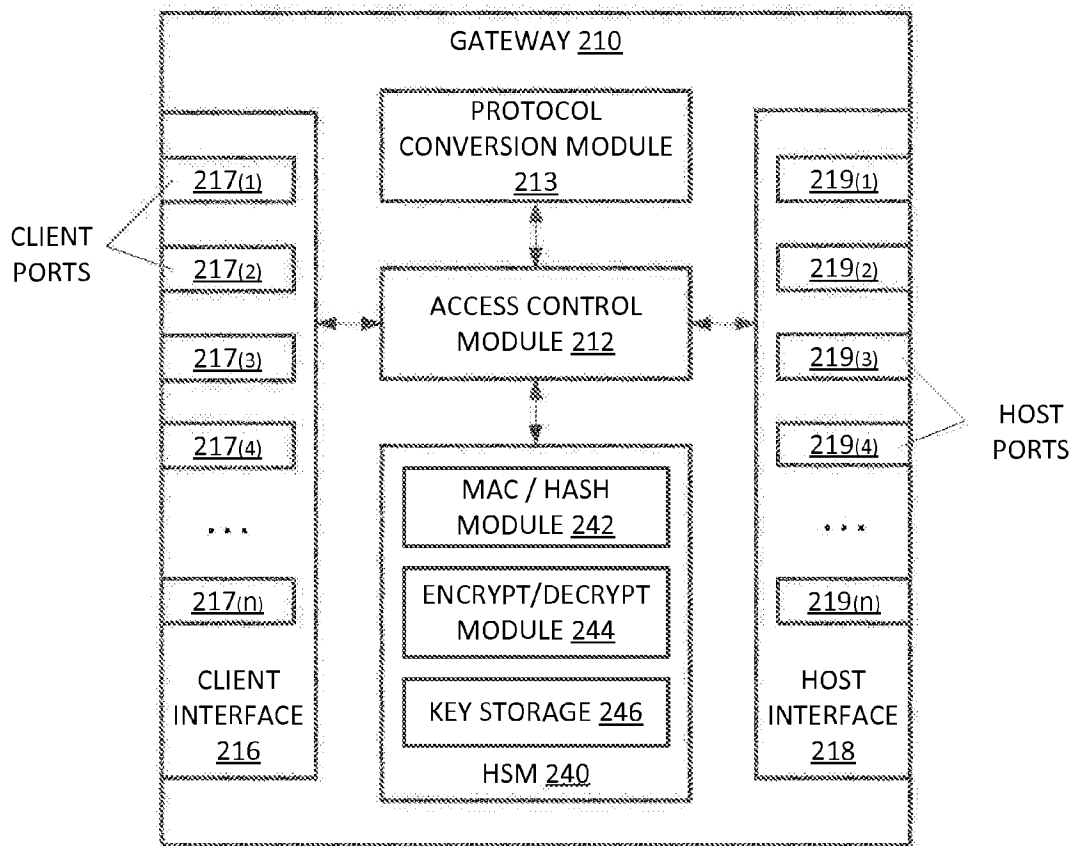 GATEWAY 210
PROTOCOL
CONVERSION MODULE
213
CLIENT
PORTS
217(1)
217(2)
217(3)
217(4)
...
217(n)
CLIENT
INTERFACE
216
ACCESS CONTROL
MODULE 212
MAC / HASH
MODULE 242
ENCRYPT/DECRYPT
MODULE 244
KEY STORAGE 246
HSM 240
219(1)
219(2)
219(3)
219(4)
...
219(n)
HOST
INTERFACE
218
HOST
PORTS